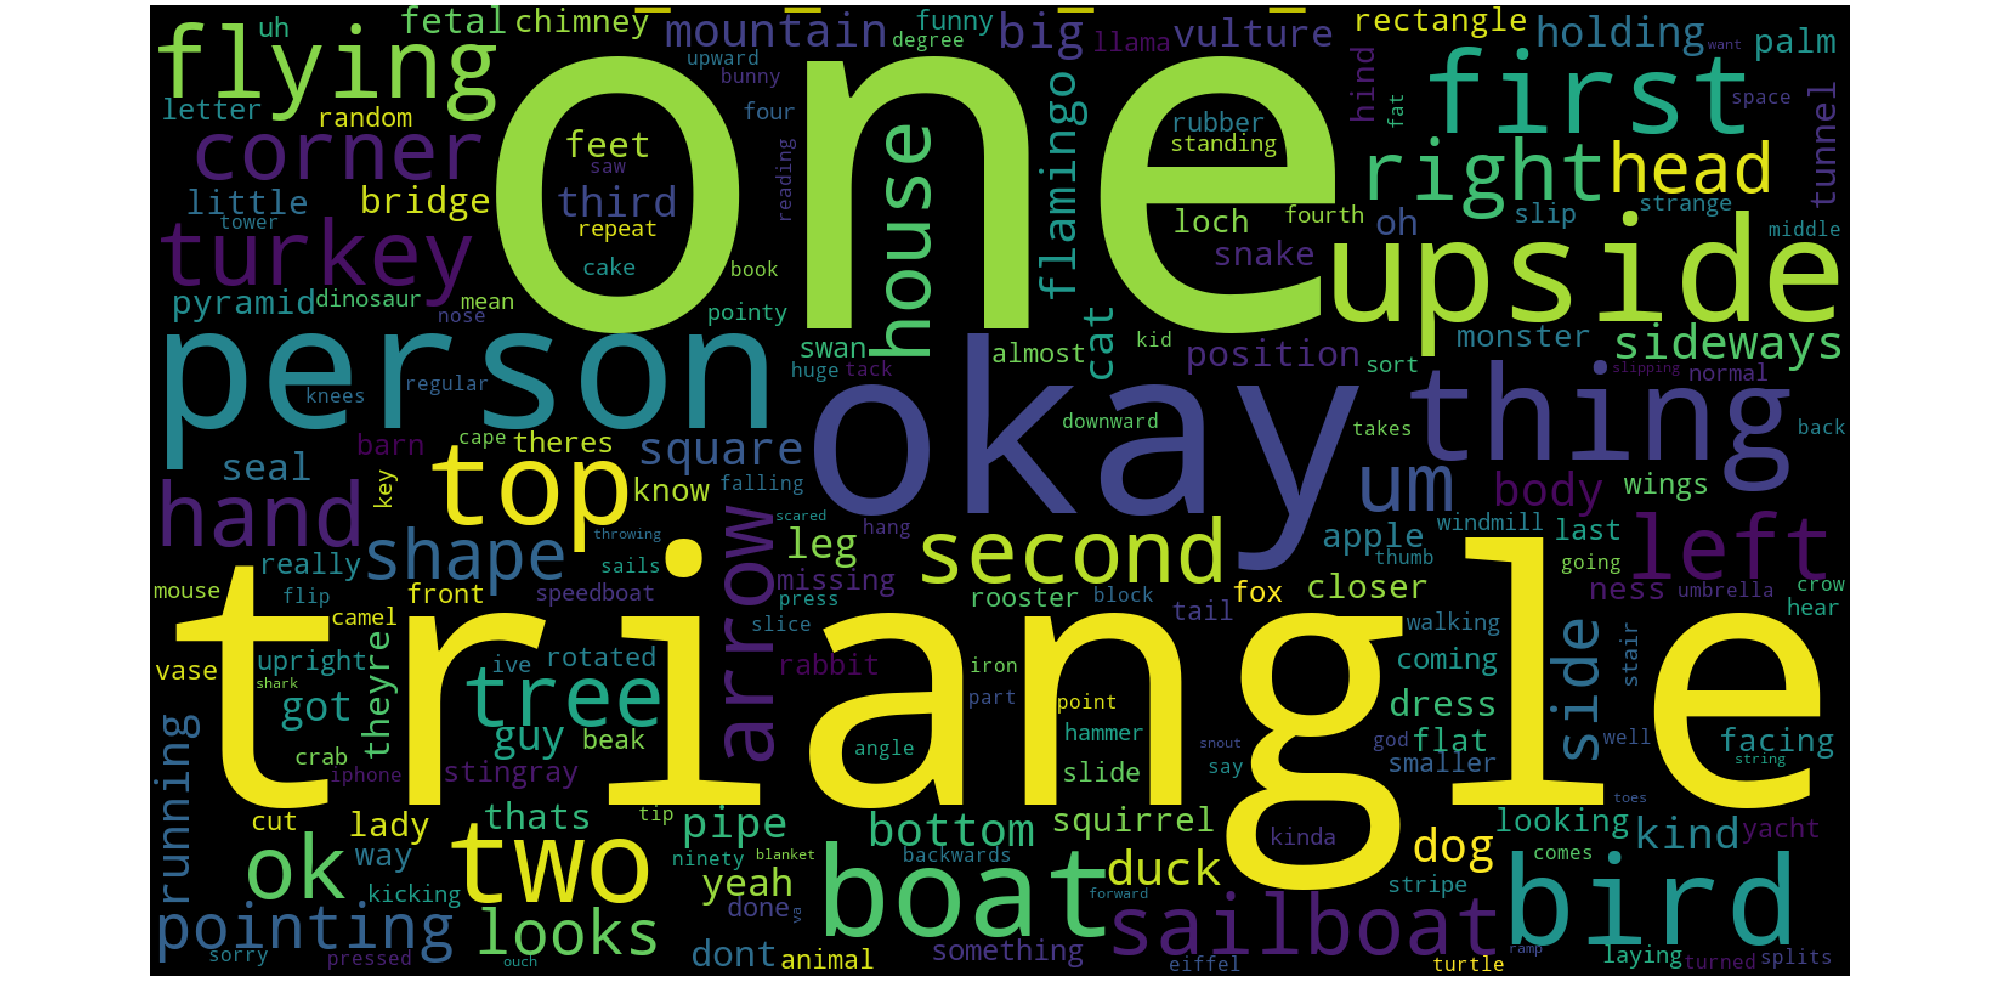 uh fetal chimney mountain funny big llama vulture rectangle holding want palm
flying one degree first
upward bunny hind fat space tunnel
letter random four flamingo rubber
corner feet house standing right head
saw reading
little bridge third loch fourth oh slip strange
tower repeat middle
turkey cake book snake upside
pyramid dinosaur mean pointy
nose cat monster sideways
person swan almost kid position
huge tack okay sort thing slipping normal
knees regular
downward takes back
barn cape theres square um
seal key top know falling body wings
hand scared hang windmill last
shape throwing arrow leg second apple left
really sails missing thumb going
mouse flip front speedboat press rooster block fox closer ness umbrella crow
camel triangle slice tail walking side stair hear
vase upright theyre ive rotated rabbit iron coming
shark tree part point
got guy beak hammer dress
running crab angle snout god flat well facing
iphone stingray slide say smaller string
tip toes
cut lady thats pipe bottom squirrel kinda looking kind yacht
ok way two ninety blanket backwards duck dog comes
kicking yeah boat forward stripe bird
pointing looks done va sailboat
sorry pressed ouch dont animal something eiffel turtle ramp laying turned splits